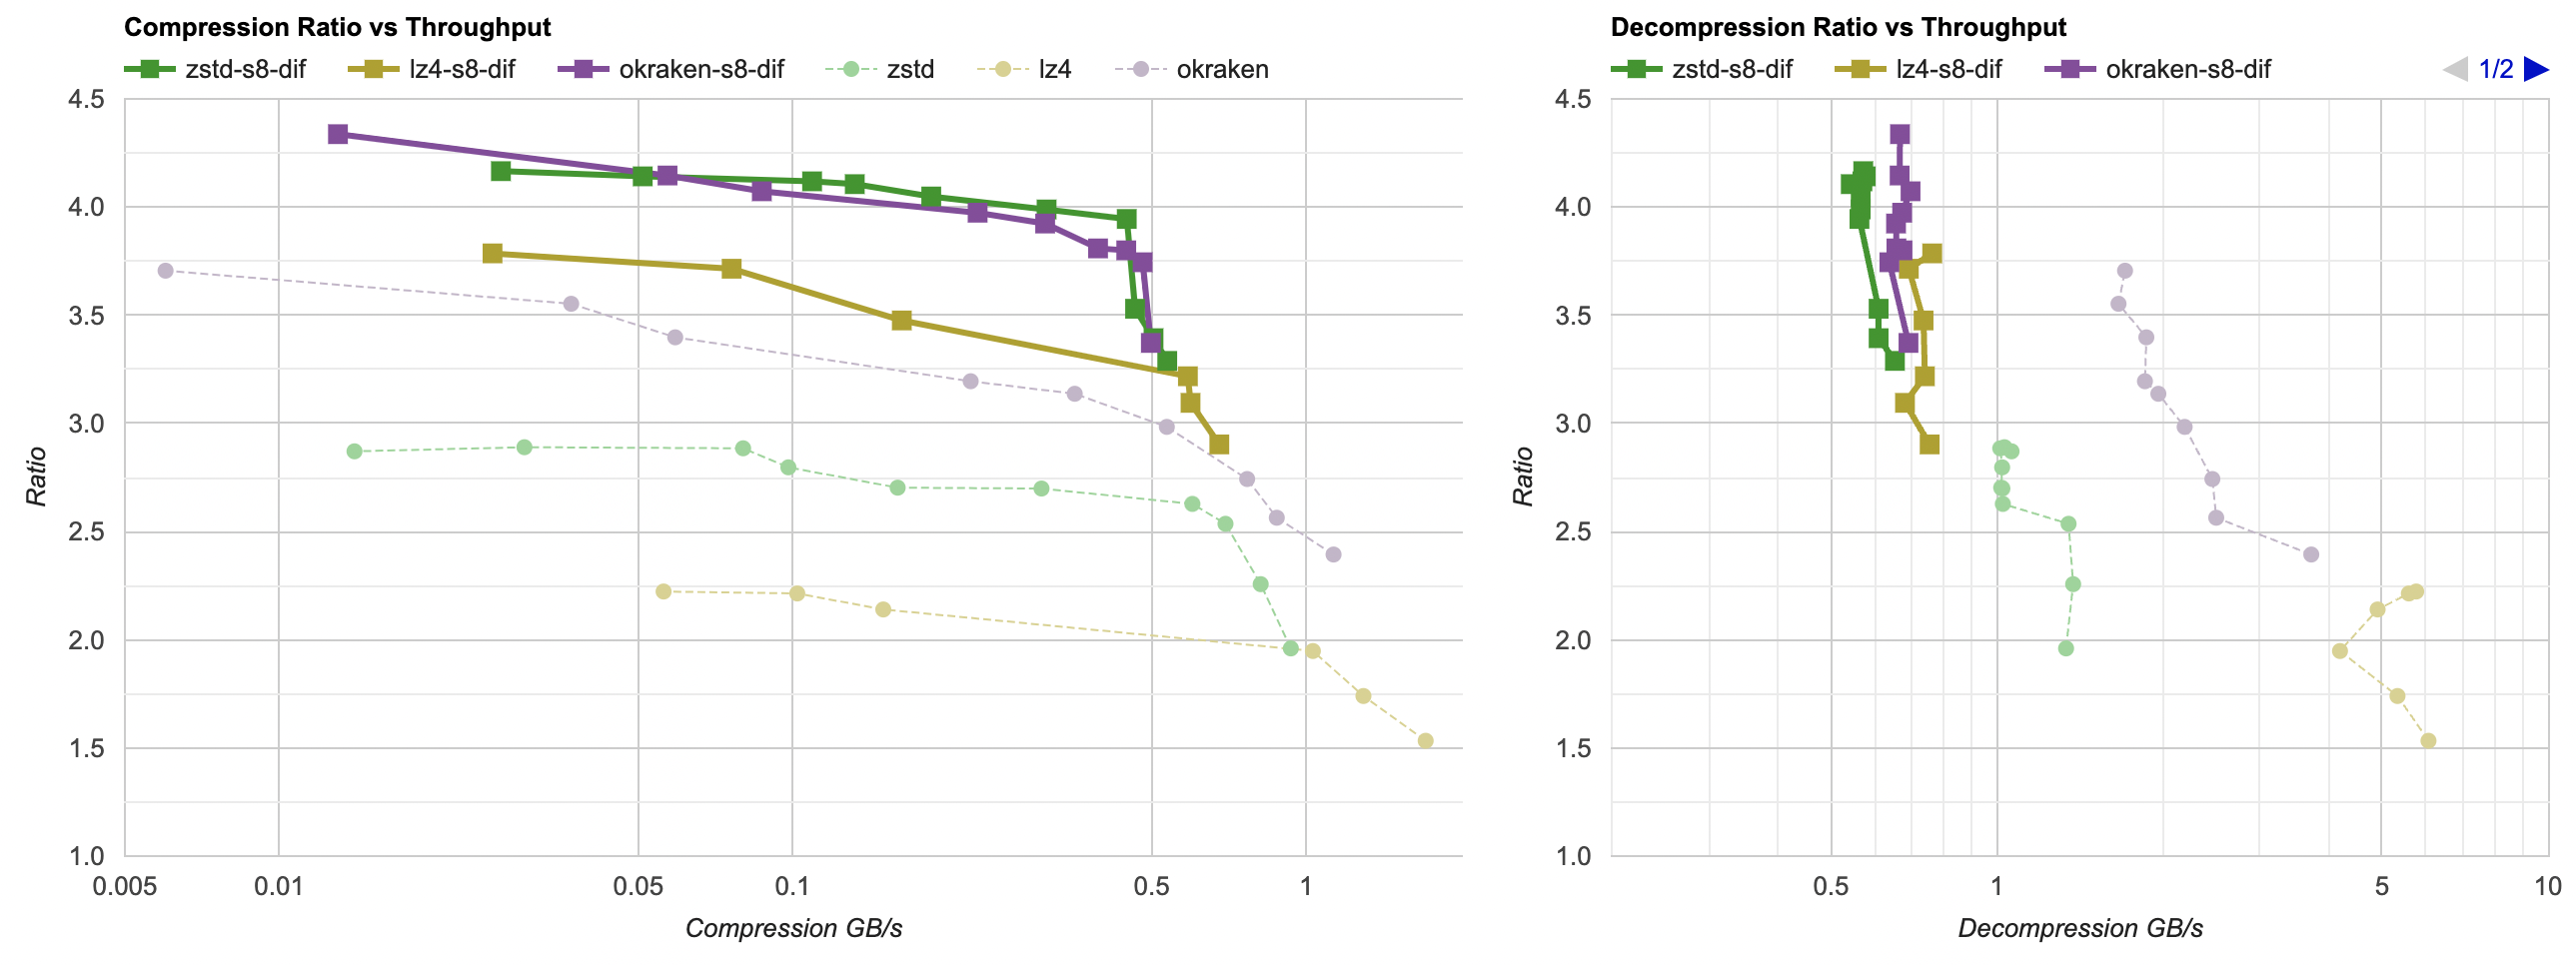 Compression Ratio vs Throughput
zstd-s8-dif lz4-s8-dif okraken-s8-dif zstd lz4 okraken
4.5
4.0
3.5
3.0
2.5
2.0
1.5
1.0
Ratio
0.005 0.01 0.05 0.1 0.5 1
Compression GB/s
Decompression Ratio vs Throughput
zstd-s8-dif lz4-s8-dif okraken-s8-dif 1/2
4.5
4.0
3.5
3.0
2.5
2.0
1.5
1.0
Ratio
0.5 1 5 10
Decompression GB/s